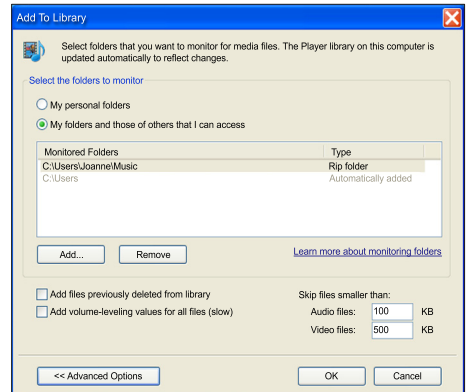 Add To Library
Select folders that you want to monitor for media files. The Player library on this computer is
updated automatically to reflect changes.
Select the folders to monitor
My personal folders
My folders and those of others that I can access
Monitored Folders Type
C:\Users\Joanne\Music Rip folder
C:\Users Automatically added
Add... Remove Learn more about monitoring folders
Add files previously deleted from library Skip files smaller than:
Add volume-leveling values for all files (slow) Audio files: 100 KB
Video files: 500 KB
<< Advanced Options OK Cancel